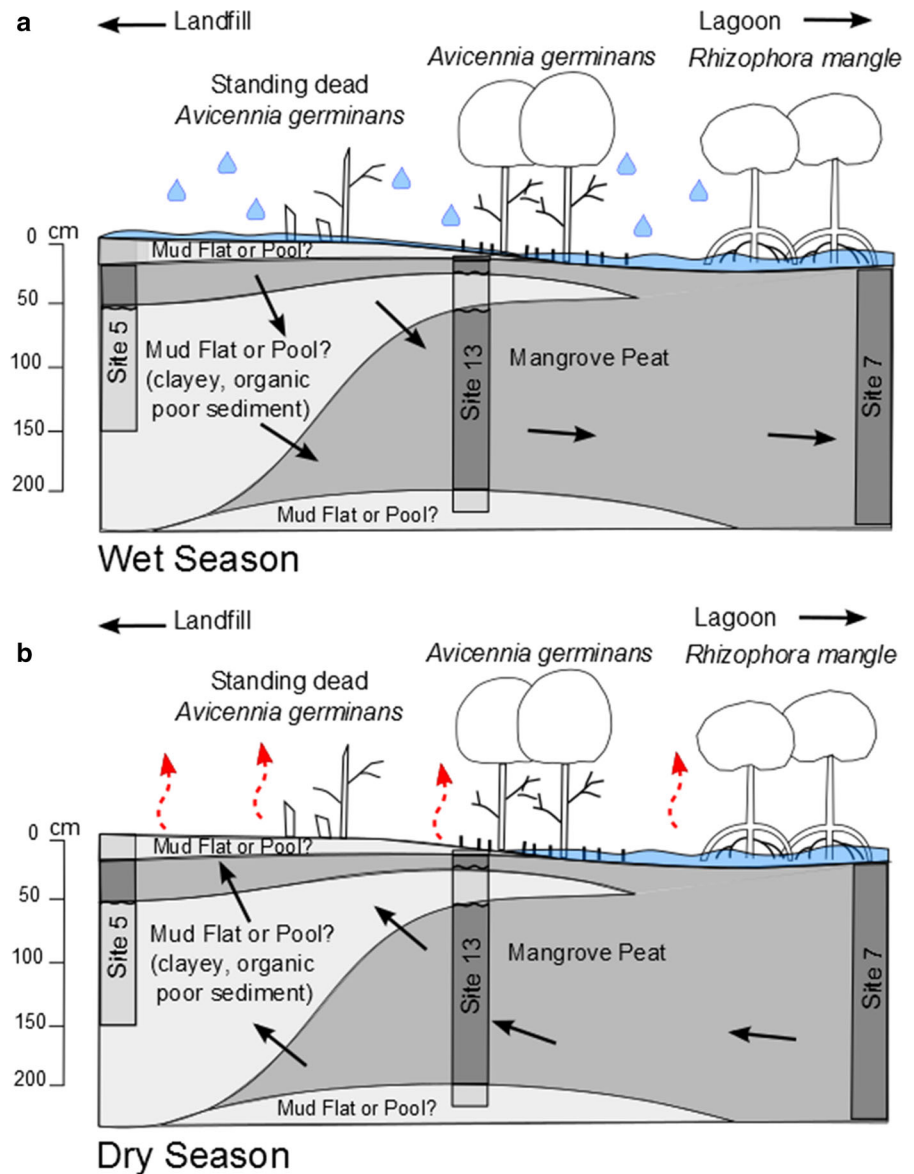 a
Landfill
Lagoon
Avicennia germinans
Rhizophora mangle
Standing dead
Avicennia germinans
0 cm
50
100
150
200
Mud Flat or Pool?
Mud Flat or Pool?
(clayey, organic
poor sediment)
Site 5
Site 13
Mangrove Peat
Site 7
Mud Flat or Pool?
Wet Season
Landfill
Lagoon
b
Avicennia germinans
Rhizophora mangle
Standing dead
Avicennia germinans
0 cm
50
100
150
200
Mud Flat or Pool?
Mud Flat or Pool?
(clayey, organic
poor sediment)
Site 5
Site 13
Mangrove Peat
Site 7
Mud Flat or Pool?
Dry Season